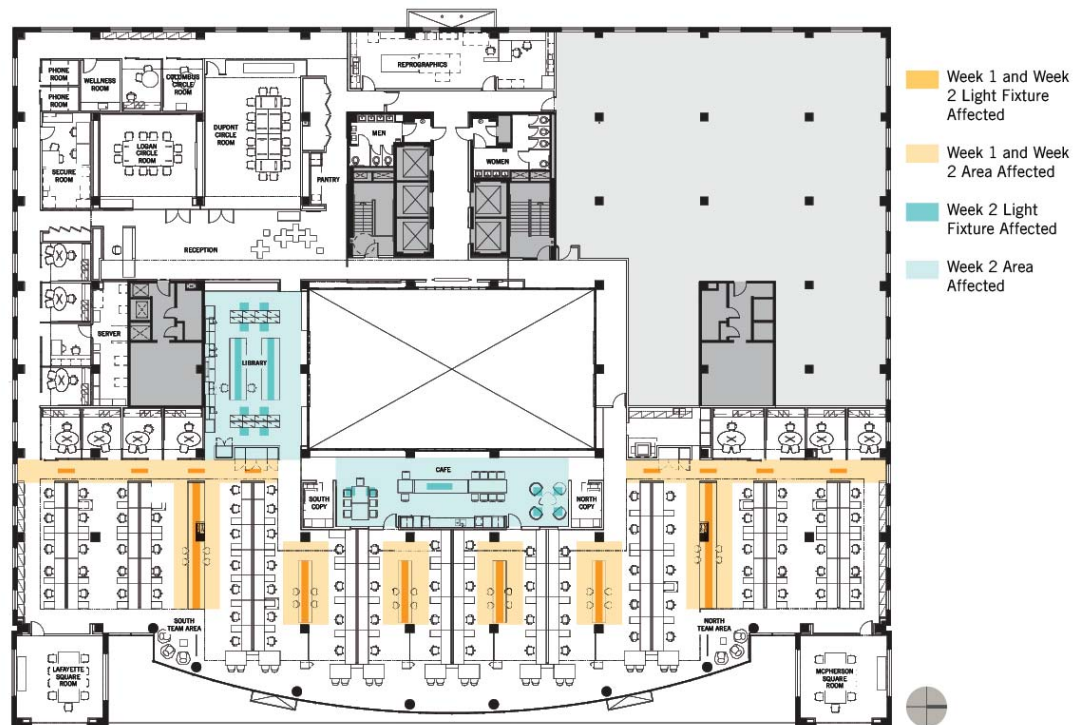 REPROGRAPHICS
PHONE
ROOM
WELLNESS
ROOM
COLUMBUS
CIRCLE
ROOM
PHONE
ROOM
DUPONT
CIRCLE
ROOM
LOGAN
CIRCLE
ROOM
MEN
WOMEN
SECURE
ROOM
PANTRY
RECEPTION
SERVER
LIBRARY
CAFE
SOUTH
COPY
NORTH
COPY
SOUTH
TEAM AREA
NORTH
TEAM AREA
LAFAYETTE
SQUARE
ROOM
MCPHERSON
SQUARE
ROOM
Week 1 and Week
2 Light Fixture
Affected
Week 1 and Week
2 Area Affected
Week 2 Light
Fixture Affected
Week 2 Area
Affected